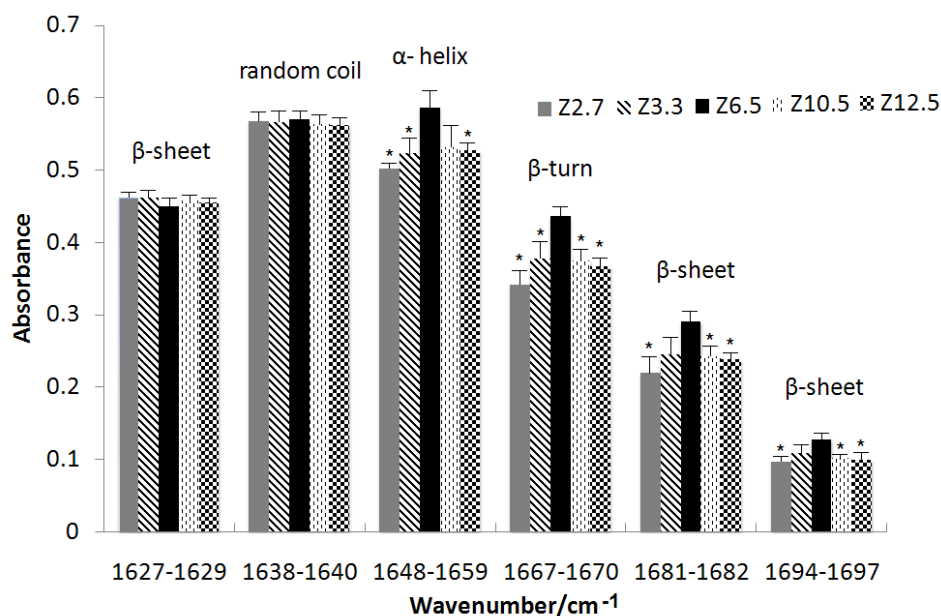 0.7
0.6
0.5
0.4
0.3
0.2
0.1
0
Absorbance
β-sheet
random coil
α- helix
β-turn
β-sheet
β-sheet
Z2.7 Z3.3 Z6.5 Z10.5 Z12.5
* * *
* * * *
* * *
* * *
1627-1629 1638-1640 1648-1659 1667-1670 1681-1682 1694-1697
Wavenumber/cm⁻¹